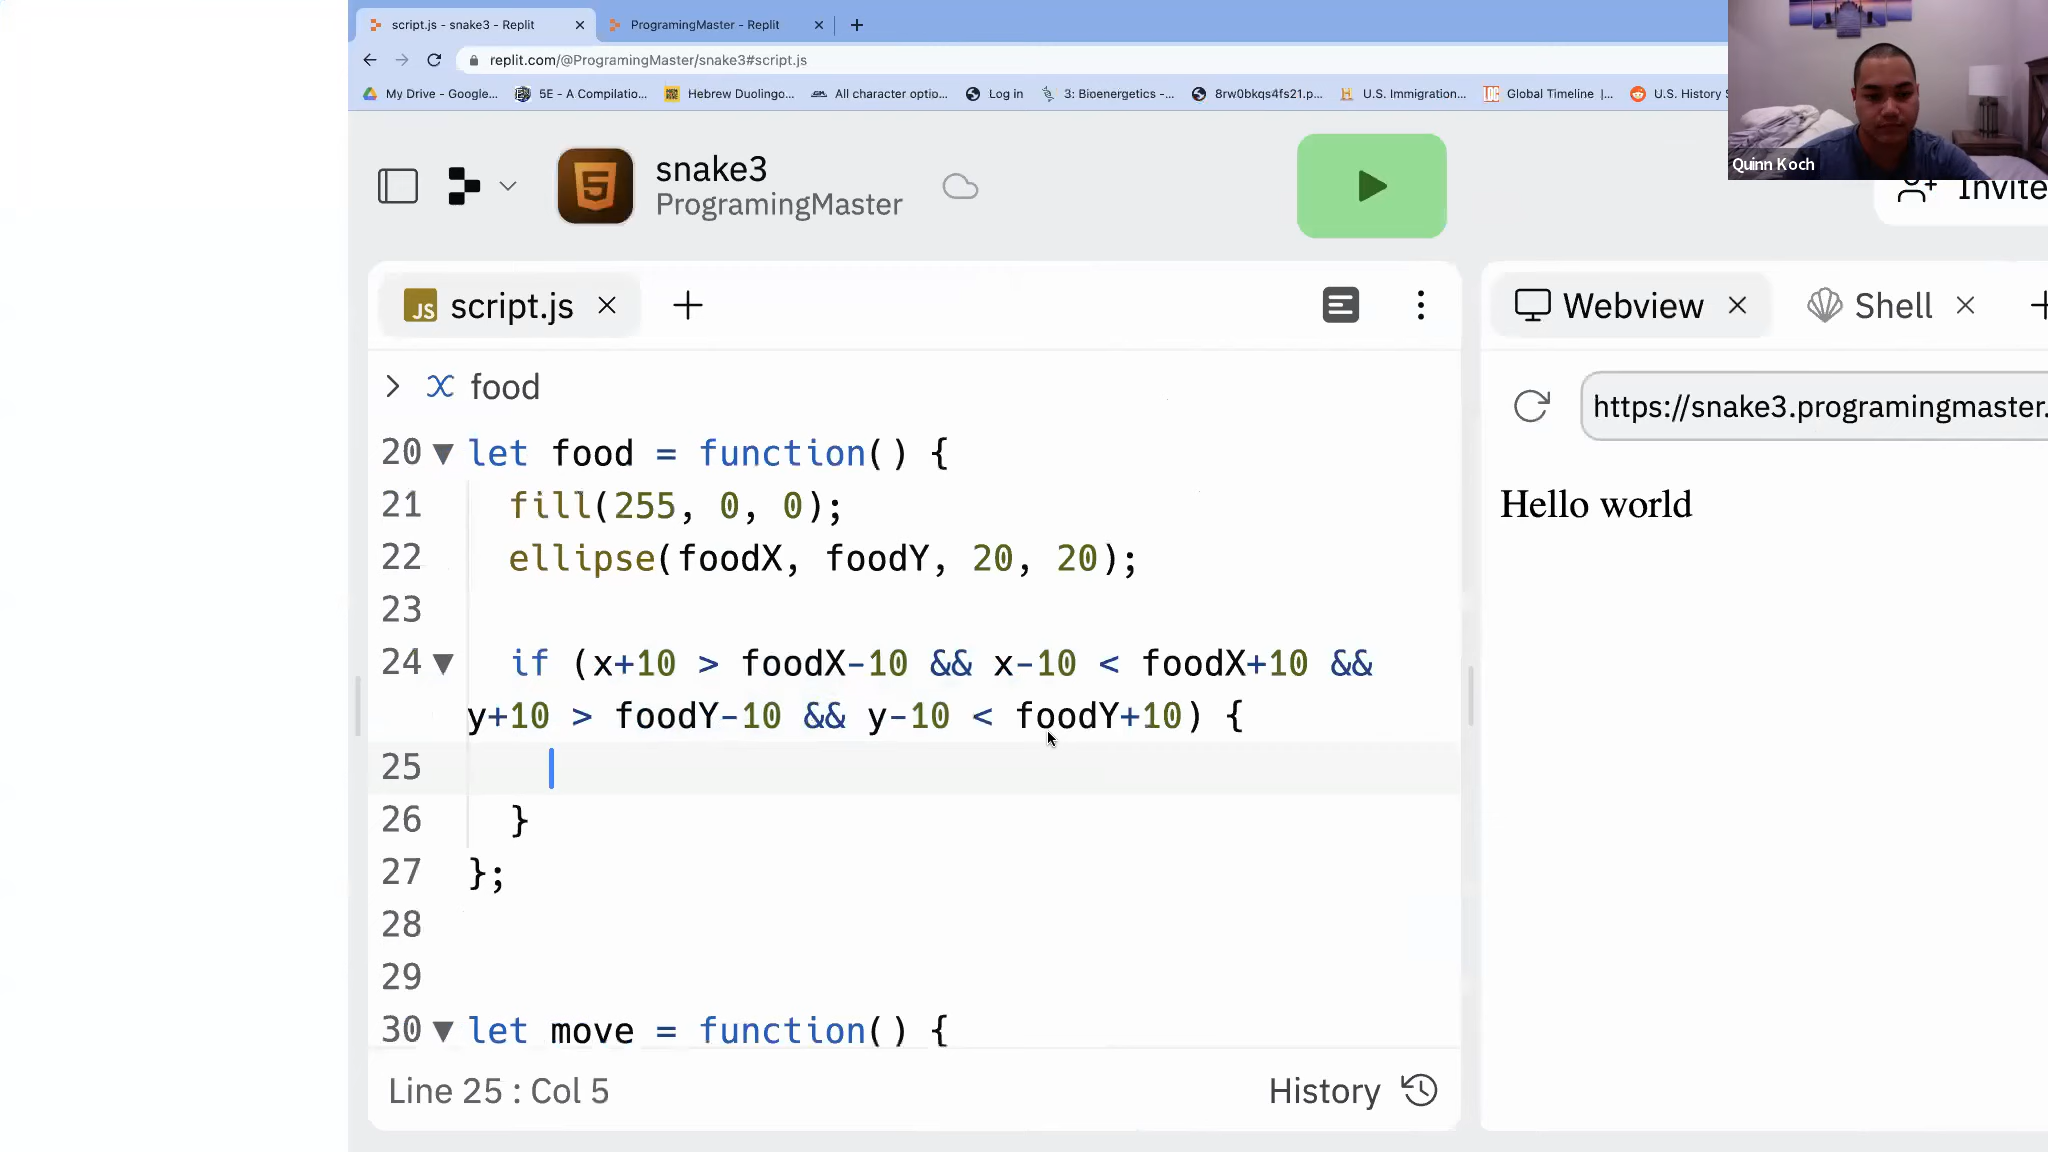 script.js - snake3 - Replit
ProgramingMaster - Replit
replit.com/@ProgramingMaster/snake3#script.js
My Drive - Google...
5E - A Compilatio...
Hebrew Duolingo...
All character optio...
Log in
3: Bioenergetics -...
8rw0bkqs4fs21.p...
U.S. Immigration...
Global Timeline |...
U.S. History S
Quinn Koch
snake3
ProgramingMaster
Invite
JS script.js
Webview
Shell
food
https://snake3.programingmaster.
Hello world
20 let food = function() {
21 fill(255, 0, 0);
22 ellipse(foodX, foodY, 20, 20);
23
24 if (x+10 > foodX-10 && x-10 < foodX+10 &&
y+10 > foodY-10 && y-10 < foodY+10) {
25
26 }
27 };
28
29
30 let move = function() {
Line 25 : Col 5
History